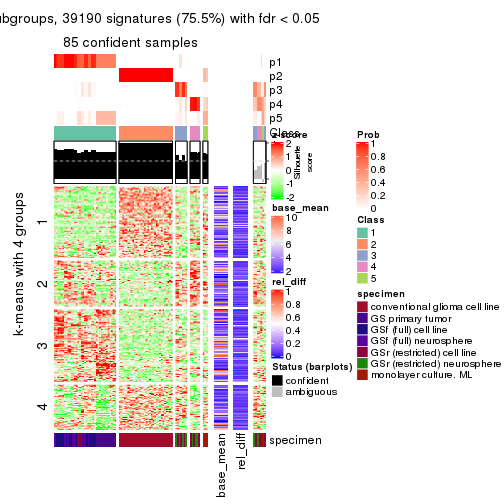 ubgroups, 39190 signatures (75.5%) with fdr < 0.05
85 confident samples
p1
p2
p3
p4
p5
Class
k-means with 4 groups
1
2
3
4
base_mean
rel_diff
specimen
z-score
2
1
0
-1
-2
Silhouette
score
base_mean
10
8
6
4
2
rel_diff
1
0.8
0.6
0.4
0.2
0
Status (barplots)
confident
ambiguous
Prob
1
0.8
0.6
0.4
0.2
0
Class
1
2
3
4
5
specimen
conventional glioma cell line
GS primary tumor
GSf (full) cell line
GSf (full) neurosphere
GSr (restricted) cell line
GSr (restricted) neurosphere
monolayer culture. ML